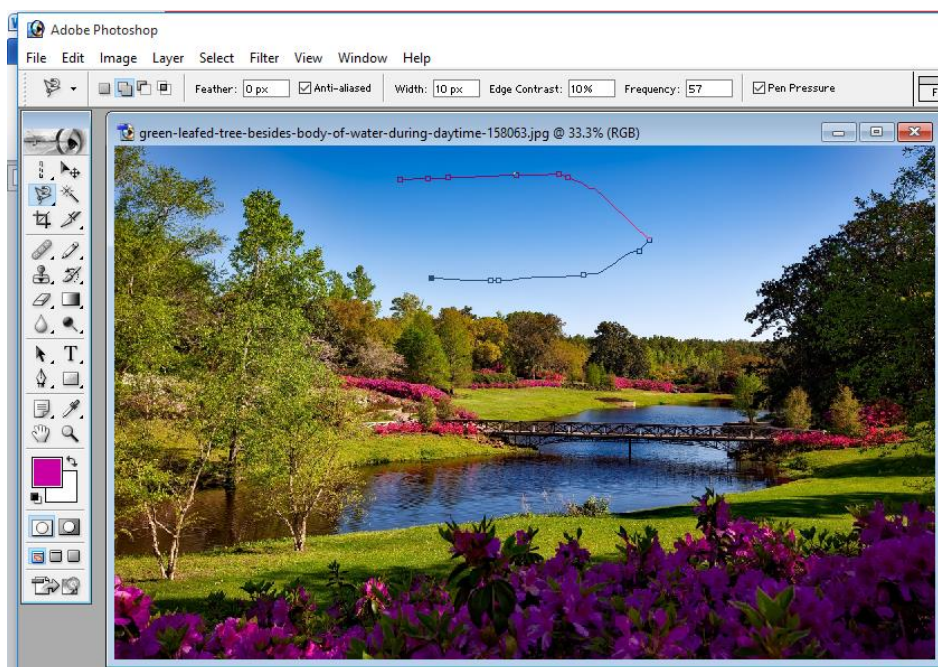 Adobe Photoshop
File Edit Image Layer Select Filter View Window Help
Feather: 0 px Anti-aliased Width: 10 px Edge Contrast: 10% Frequency: 57 Pen Pressure
green-leafed-tree-besides-body-of-water-during-daytime-158063.jpg @ 33.3% (RGB)
T